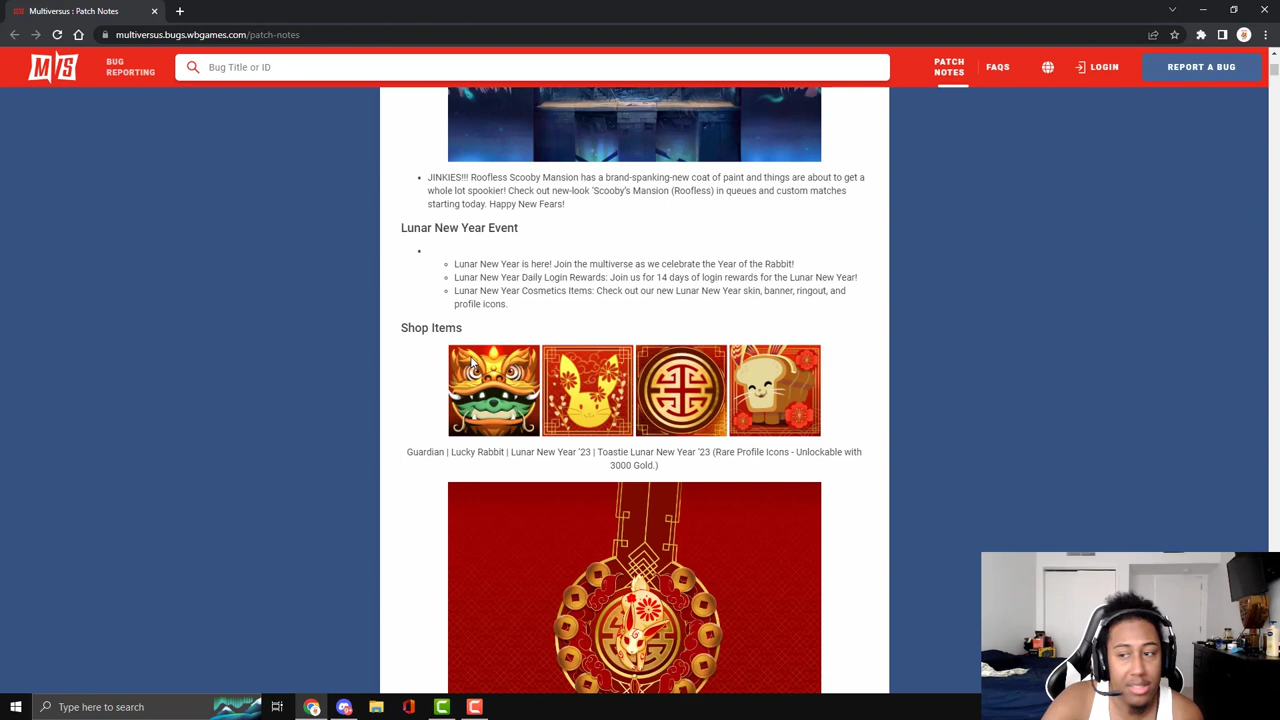 Multiversus : Patch Notes
multiversus.bugs.wbgames.com/patch-notes
M/S
BUG
REPORTING
Bug Title or ID
PATCH
NOTES
FAQS
LOGIN
REPORT A BUG
JINKIES!!! Roofless Scooby Mansion has a brand-spanking-new coat of paint and things are about to get a
whole lot spookier! Check out new-look ‘Scooby’s Mansion (Roofless) in queues and custom matches
starting today. Happy New Fears!
Lunar New Year Event
Lunar New Year is here! Join the multiverse as we celebrate the Year of the Rabbit!
Lunar New Year Daily Login Rewards: Join us for 14 days of login rewards for the Lunar New Year!
Lunar New Year Cosmetics Items: Check out our new Lunar New Year skin, banner, ringout, and
profile icons.
Shop Items
Guardian | Lucky Rabbit | Lunar New Year ’23 | Toastie Lunar New Year ’23 (Rare Profile Icons - Unlockable with
3000 Gold.)
Type here to search